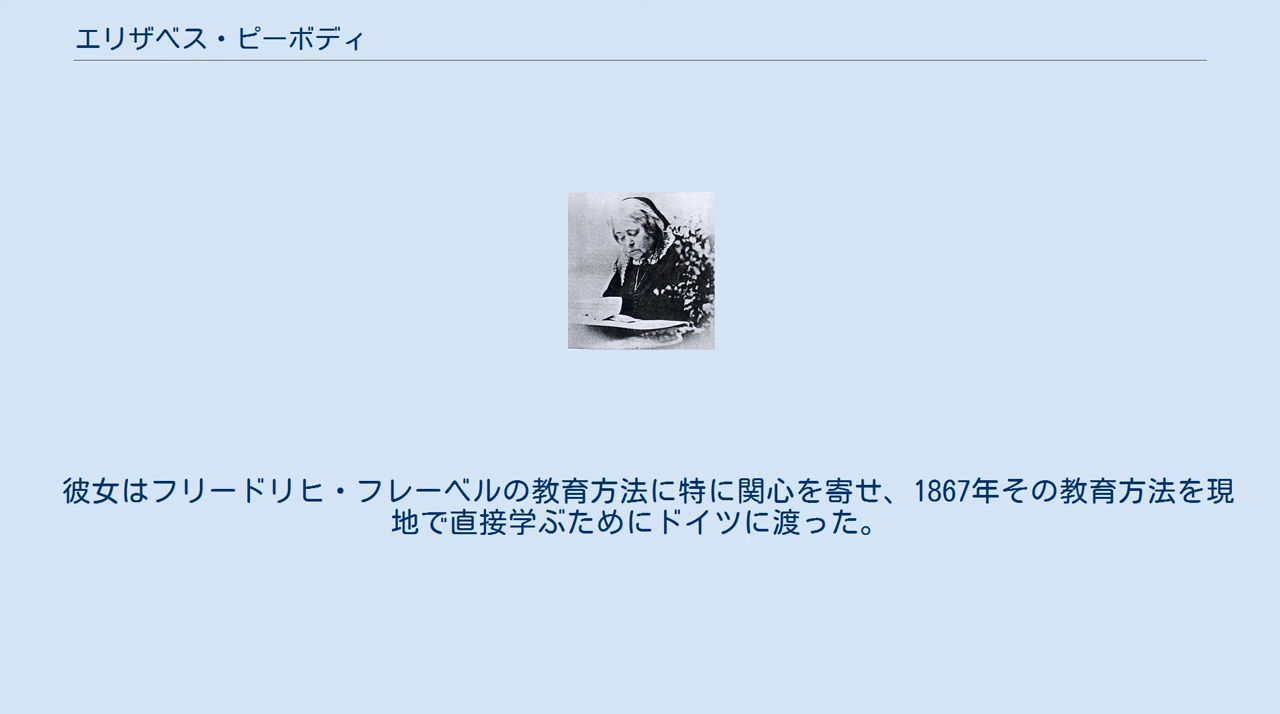 エリザベス・ピーボディ
彼女はフリードリヒ・フレーベルの教育方法に特に関心を寄せ、1867年その教育方法を現
地で直接学ぶためにドイツに渡った。